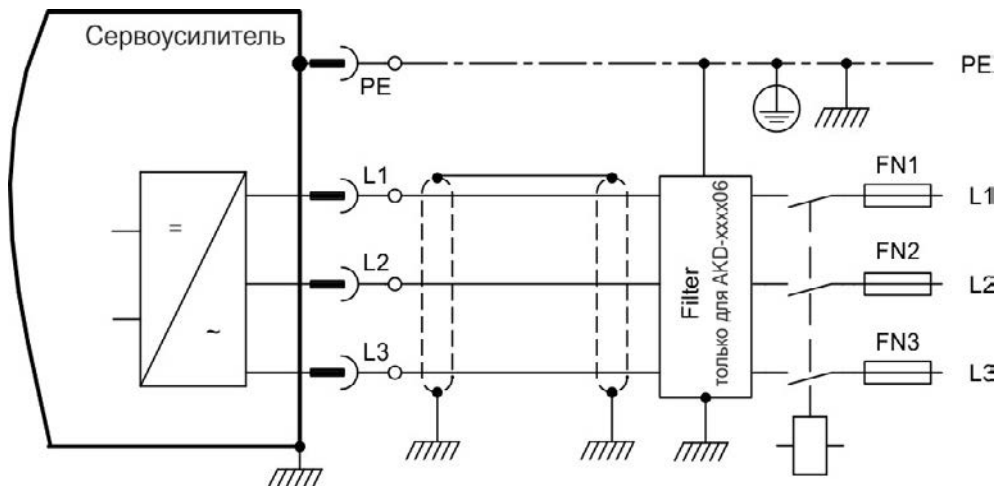 Сервоусилитель
PE
PE
L1
FN1
L1
=
L2
FN2
L2
Filter
только для AKD-xxxx06
~
L3
FN3
L3